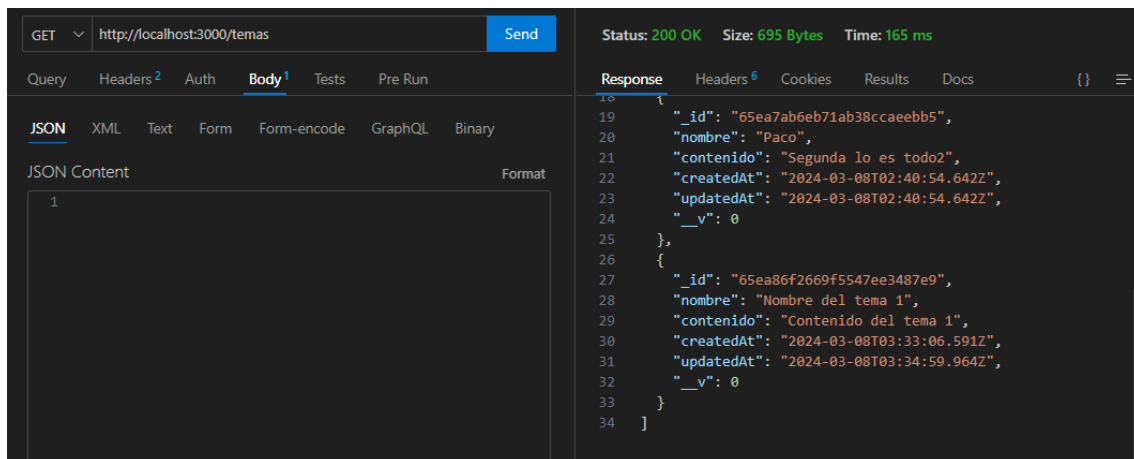 GET http://localhost:3000/temas Send
Query Headers 2 Auth Body 1 Tests Pre Run
JSON XML Text Form Form-encode GraphQL Binary
JSON Content Format
1
Status: 200 OK Size: 695 Bytes Time: 165 ms
Response Headers 6 Cookies Results Docs {}
18 {
19 "_id": "65ea7ab6eb71ab38ccaeebb5",
20 "nombre": "Paco",
21 "contenido": "Segunda lo es todo2",
22 "createdAt": "2024-03-08T02:40:54.642Z",
23 "updatedAt": "2024-03-08T02:40:54.642Z",
24 "__v": 0
25 },
26 {
27 "_id": "65ea86f2669f5547ee3487e9",
28 "nombre": "Nombre del tema 1",
29 "contenido": "Contenido del tema 1",
30 "createdAt": "2024-03-08T03:33:06.591Z",
31 "updatedAt": "2024-03-08T03:34:59.964Z",
32 "__v": 0
33 }
34 ]